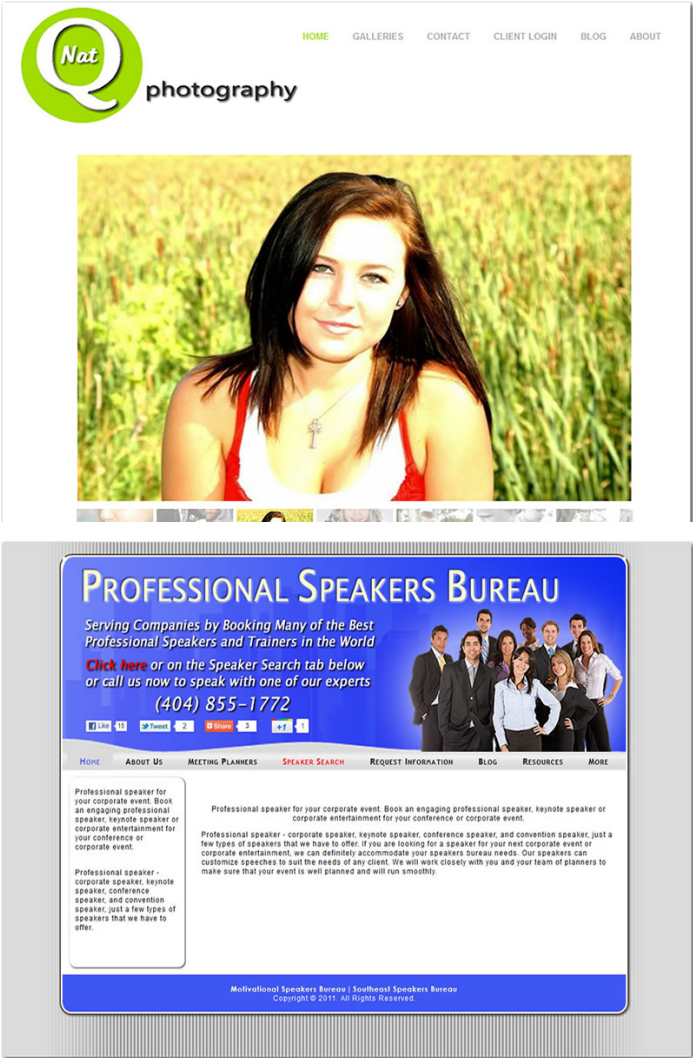 Nat
Q
photography
HOME GALLERIES CONTACT CLIENT LOGIN BLOG ABOUT
PROFESSIONAL SPEAKERS BUREAU
Serving Companies by Booking Many of the Best
Professional Speakers and Trainers in the World
Click here or on the Speaker Search tab below
or call us now to speak with one of our experts
(404) 855-1772
Like 15 Tweet 2 Share 3 +1 1
HOME ABOUT US MEETING PLANNERS SPEAKER SEARCH REQUEST INFORMATION BLOG RESOURCES MORE
Professional speaker for
your corporate event. Book
an engaging professional
speaker, keynote speaker or
corporate entertainment for
your conference or
corporate event.
Professional speaker -
corporate speaker, keynote
speaker, conference
speaker, and convention
speaker, just a few types of
speakers that we have to
offer.
Professional speaker for your corporate event. Book an engaging professional speaker, keynote speaker or
corporate entertainment for your conference or corporate event.
Professional speaker - corporate speaker, keynote speaker, conference speaker, and convention speaker, just a
few types of speakers that we have to offer. If you are looking for a speaker for your next corporate event or
corporate entertainment, we can definitely accommodate your speakers bureau needs. Our speakers can
customize speeches to suit the needs of any client. We will work closely with you and your team of planners to
make sure that your event is well planned and will run smoothly.
Motivational Speakers Bureau | Southeast Speakers Bureau
Copyright © 2011. All Rights Reserved.